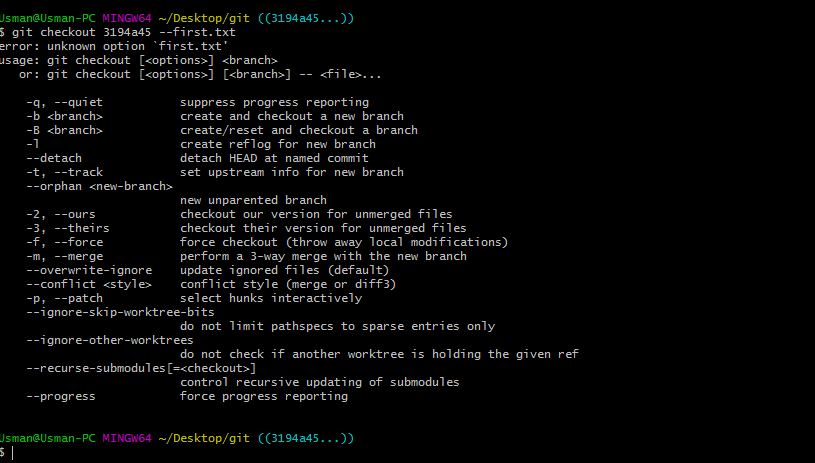 Usman@Usman-PC MINGW64 ~/Desktop/git ((3194a45...))
$ git checkout 3194a45 --first.txt
error: unknown option `first.txt'
usage: git checkout [<options>] <branch>
   or: git checkout [<options>] [<branch>] -- <file>...

    -q, --quiet           suppress progress reporting
    -b <branch>           create and checkout a new branch
    -B <branch>           create/reset and checkout a branch
    -l                    create reflog for new branch
    --detach              detach HEAD at named commit
    -t, --track           set upstream info for new branch
    --orphan <new-branch>
                          new unparented branch
    -2, --ours            checkout our version for unmerged files
    -3, --theirs          checkout their version for unmerged files
    -f, --force           force checkout (throw away local modifications)
    -m, --merge           perform a 3-way merge with the new branch
    --overwrite-ignore    update ignored files (default)
    --conflict <style>    conflict style (merge or diff3)
    -p, --patch           select hunks interactively
    --ignore-skip-worktree-bits
                          do not limit pathspecs to sparse entries only
    --ignore-other-worktrees
                          do not check if another worktree is holding the given ref
    --recurse-submodules[=<checkout>]
                          control recursive updating of submodules
    --progress            force progress reporting

Usman@Usman-PC MINGW64 ~/Desktop/git ((3194a45...))
$